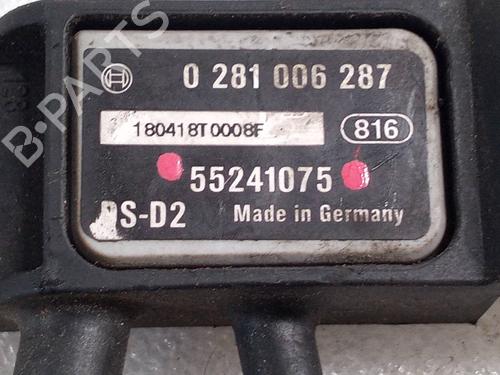 0 281 006 287
180418T0008F 816
55241075
DS-D2 Made in Germany
B-PARTS